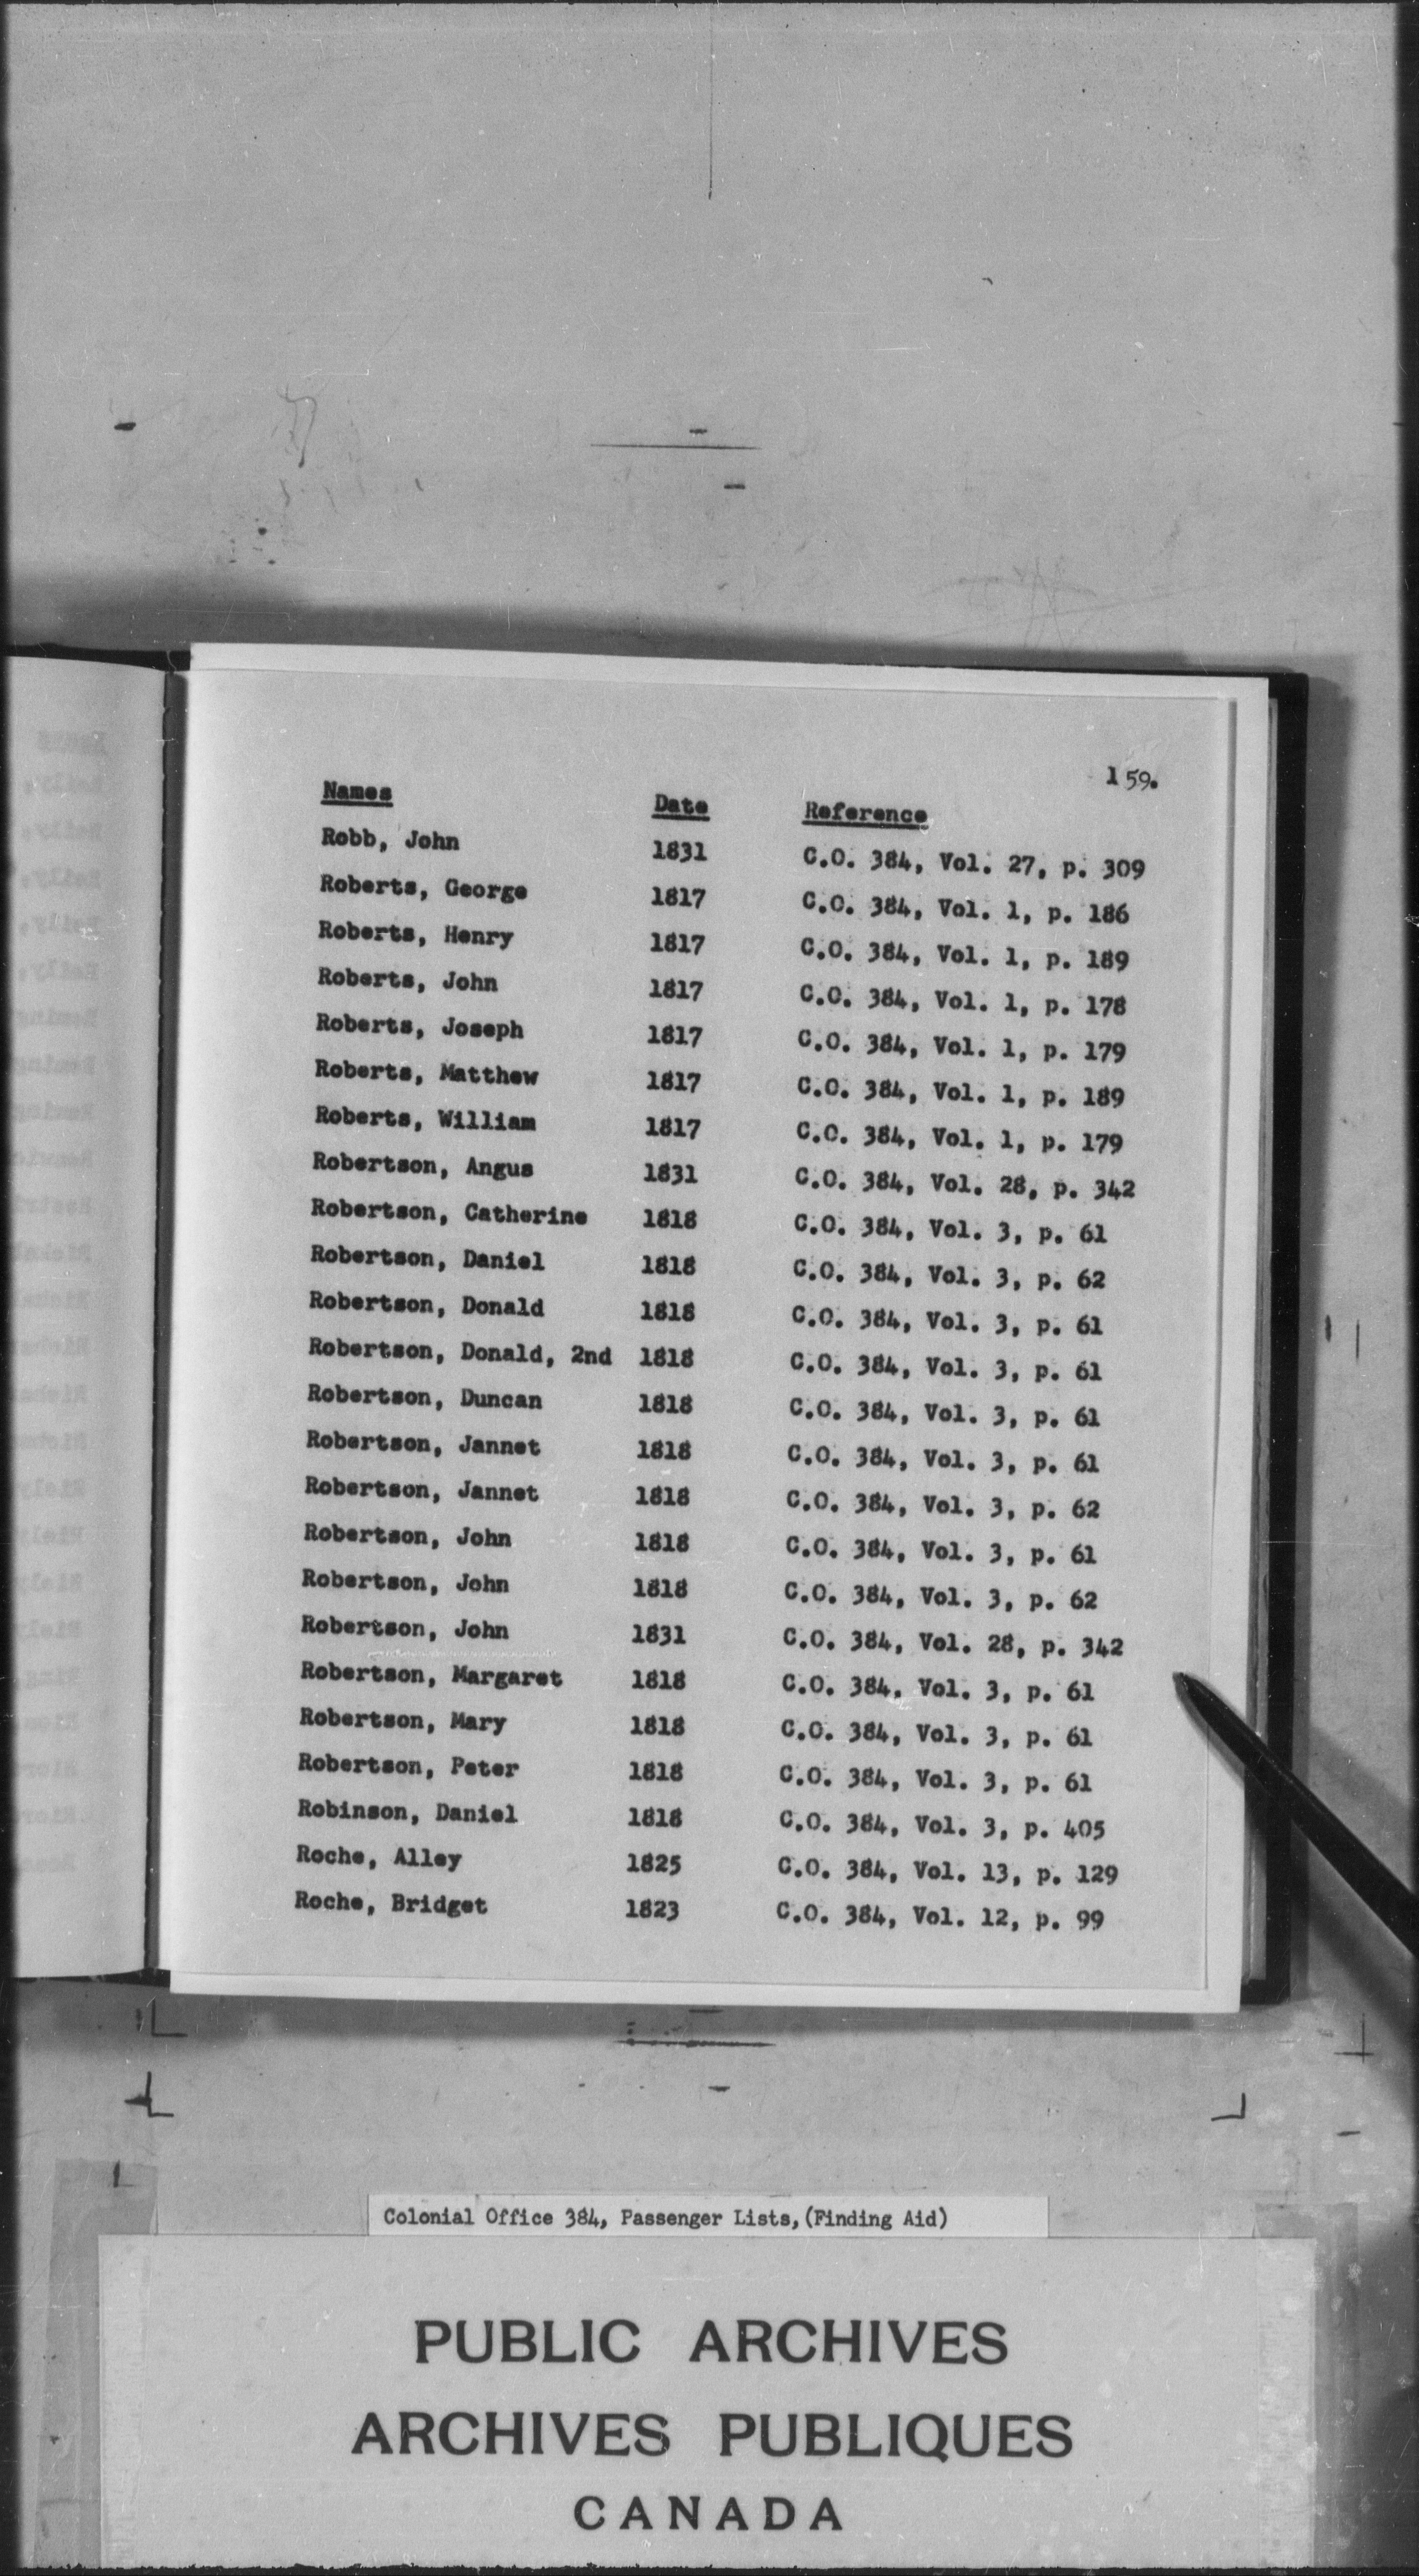 159.
Names Date Reference
Robb, John 1831 C.O. 384, Vol. 27, p. 309
Roberts, George 1817 C.O. 384, Vol. 1, p. 186
Roberts, Henry 1817 C.O. 384, Vol. 1, p. 189
Roberts, John 1817 C.O. 384, Vol. 1, p. 178
Roberts, Joseph 1817 C.O. 384, Vol. 1, p. 179
Roberts, Matthew 1817 C.O. 384, Vol. 1, p. 189
Roberts, William 1817 C.O. 384, Vol. 1, p. 179
Robertson, Angus 1831 C.O. 384, Vol. 28, p. 342
Robertson, Catherine 1818 C.O. 384, Vol. 3, p. 61
Robertson, Daniel 1818 C.O. 384, Vol. 3, p. 62
Robertson, Donald 1818 C.O. 384, Vol. 3, p. 61
Robertson, Donald, 2nd 1818 C.O. 384, Vol. 3, p. 61
Robertson, Duncan 1818 C.O. 384, Vol. 3, p. 61
Robertson, Jannet 1818 C.O. 384, Vol. 3, p. 61
Robertson, Jannet 1818 C.O. 384, Vol. 3, p. 62
Robertson, John 1818 C.O. 384, Vol. 3, p. 61
Robertson, John 1818 C.O. 384, Vol. 3, p. 62
Robertson, John 1831 C.O. 384, Vol. 28, p. 342
Robertson, Margaret 1818 C.O. 384, Vol. 3, p. 61
Robertson, Mary 1818 C.O. 384, Vol. 3, p. 61
Robertson, Peter 1818 C.O. 384, Vol. 3, p. 61
Robinson, Daniel 1818 C.O. 384, Vol. 3, p. 405
Roche, Alley 1825 C.O. 384, Vol. 13, p. 129
Roche, Bridget 1823 C.O. 384, Vol. 12, p. 99
Colonial Office 384, Passenger Lists,(Finding Aid)
PUBLIC ARCHIVES
ARCHIVES PUBLIQUES
CANADA